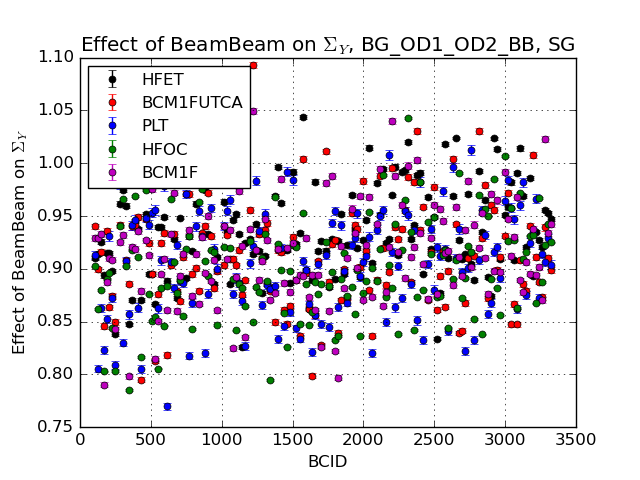 Effect of BeamBeam on Σ_Y, BG_OD1_OD2_BB, SG
1.10
1.05
1.00
0.95
0.90
0.85
0.80
0.75
Effect of BeamBeam on Σ_Y
HFET
BCM1FUTCA
PLT
HFOC
BCM1F
0 500 1000 1500 2000 2500 3000 3500
BCID